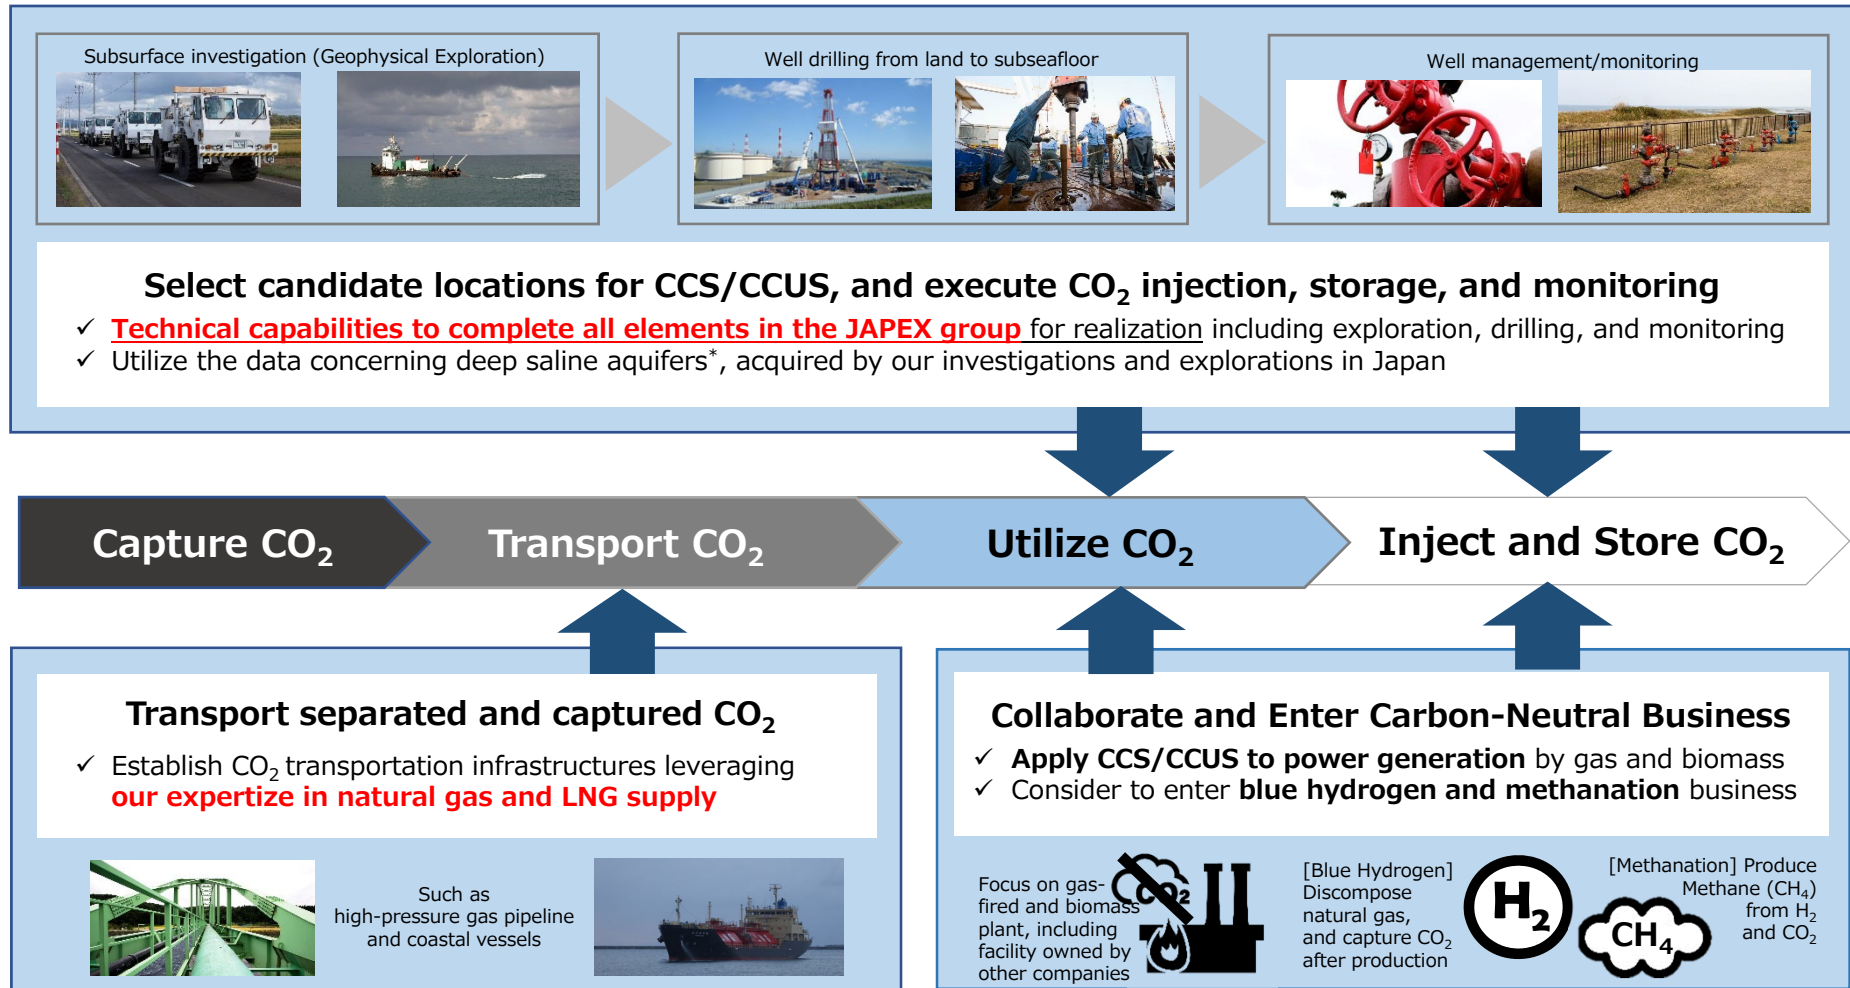 Subsurface investigation (Geophysical Exploration)
Well drilling from land to subseafloor
Well management/monitoring
Select candidate locations for CCS/CCUS, and execute CO2 injection, storage, and monitoring
✓ Technical capabilities to complete all elements in the JAPEX group for realization including exploration, drilling, and monitoring
✓ Utilize the data concerning deep saline aquifers*, acquired by our investigations and explorations in Japan
Capture CO2
Transport CO2
Utilize CO2
Inject and Store CO2
Transport separated and captured CO2
✓ Establish CO2 transportation infrastructures leveraging
our expertize in natural gas and LNG supply
Such as
high-pressure gas pipeline
and coastal vessels
Collaborate and Enter Carbon-Neutral Business
✓ Apply CCS/CCUS to power generation by gas and biomass
✓ Consider to enter blue hydrogen and methanation business
Focus on gas-
fired and biomass
plant, including
facility owned by
other companies
CO2
[Blue Hydrogen]
Discompose
natural gas,
and capture CO2
after production
H2
[Methanation] Produce
Methane (CH4)
from H2
and CO2
CH4